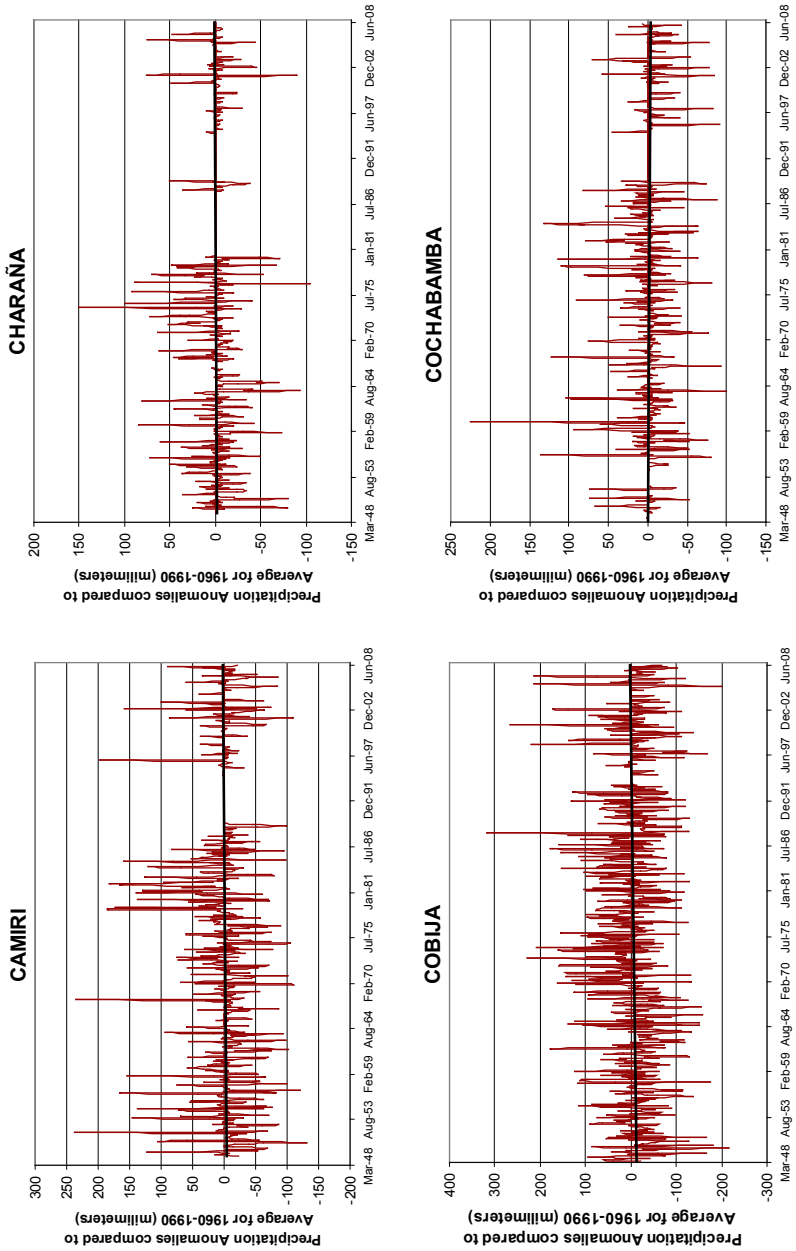 CAMIRI
Precipitation Anomalies compared to
Average for 1960-1990 (milimeters)
300
250
200
150
100
50
0
-50
-100
-150
-200
Mar-48 Aug-53 Feb-59 Aug-64 Feb-70 Jul-75 Jan-81 Jul-86 Dec-91 Jun-97 Dec-02 Jun-08
CHARAÑA
Precipitation Anomalies compared to
Average for 1960-1990 (milimeters)
200
150
100
50
0
-50
-100
-150
Mar-48 Aug-53 Feb-59 Aug-64 Feb-70 Jul-75 Jan-81 Jul-86 Dec-91 Jun-97 Dec-02 Jun-08
COBIJA
Precipitation Anomalies compared to
Average for 1960-1990 (milimeters)
400
300
200
100
0
-100
-200
-300
Mar-48 Aug-53 Feb-59 Aug-64 Feb-70 Jul-75 Jan-81 Jul-86 Dec-91 Jun-97 Dec-02 Jun-08
COCHABAMBA
Precipitation Anomalies compared to
Average for 1960-1990 (milimeters)
250
200
150
100
50
0
-50
-100
-150
Mar-48 Aug-53 Feb-59 Aug-64 Feb-70 Jul-75 Jan-81 Jul-86 Dec-91 Jun-97 Dec-02 Jun-08